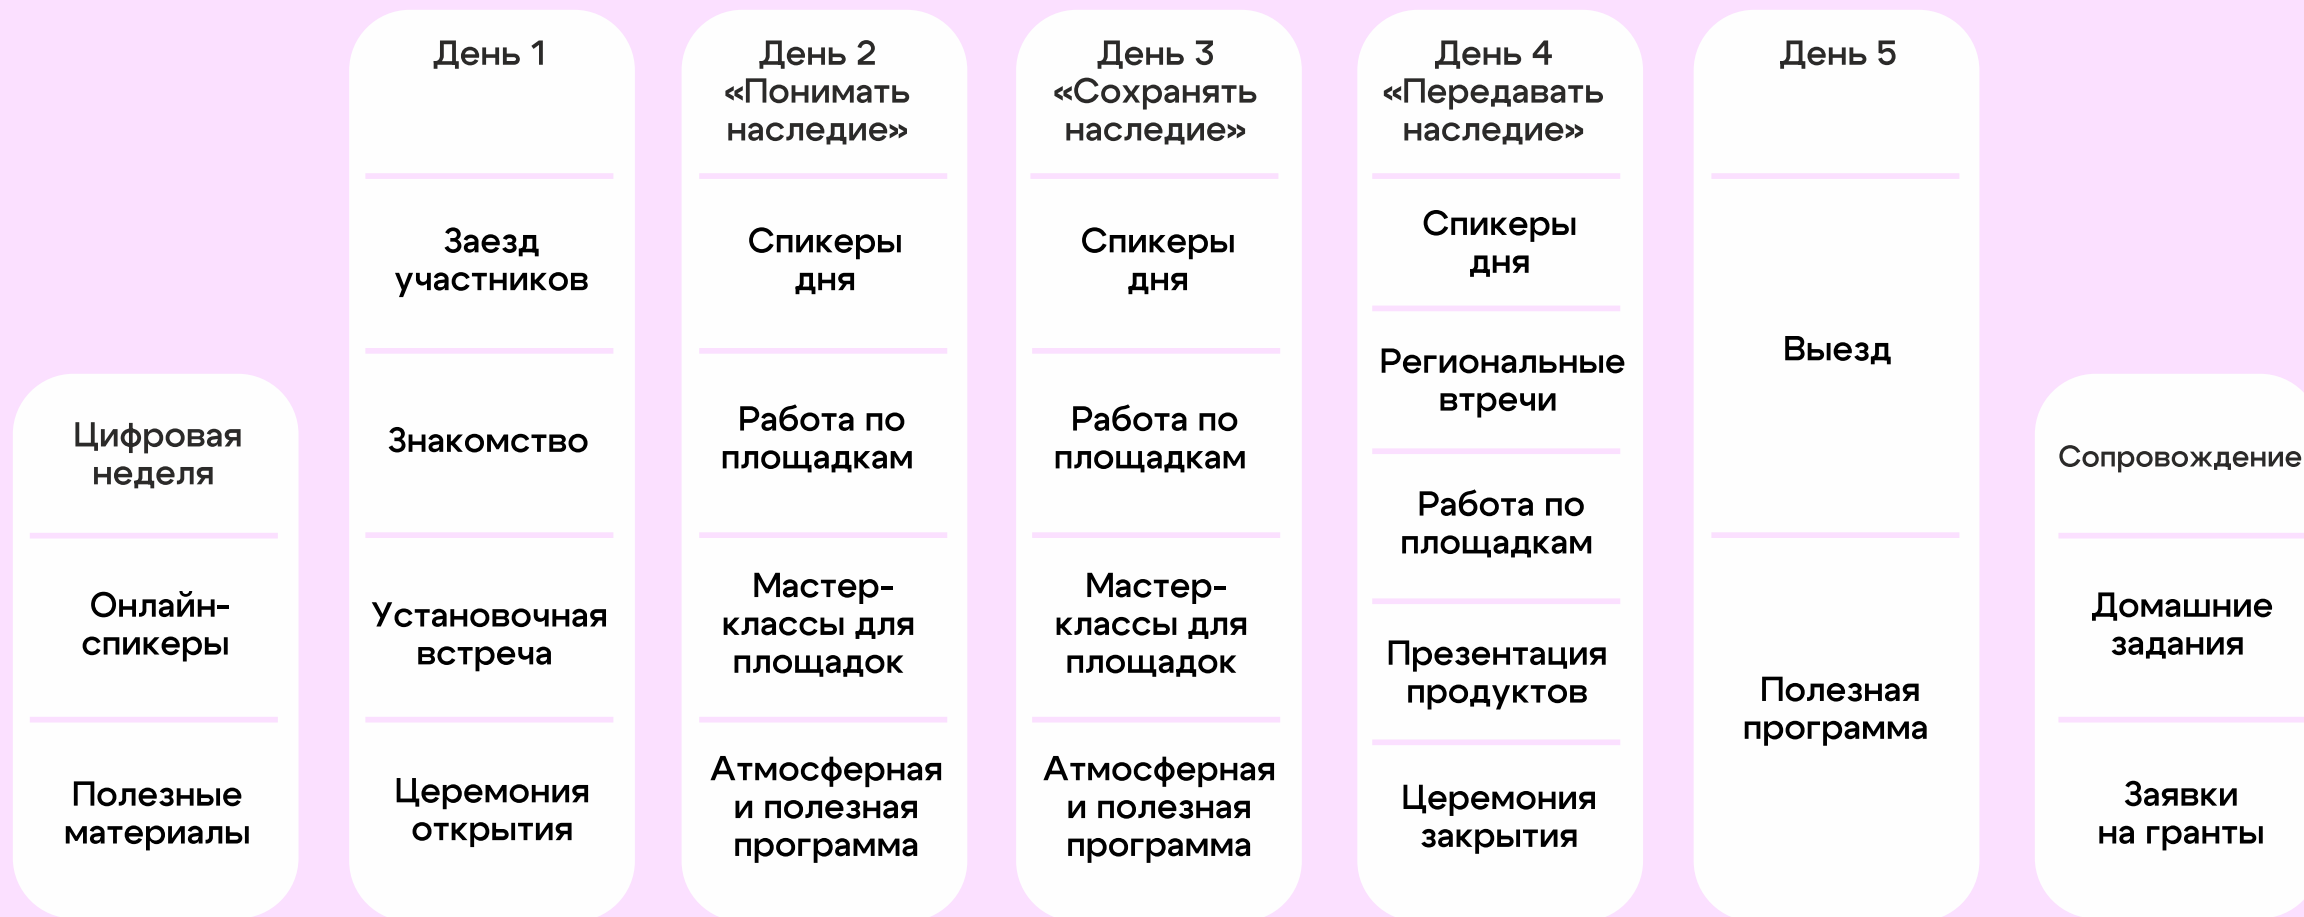 Цифровая
неделя
Онлайн-
спикеры
Полезные
материалы
День 1
Заезд
участников
Знакомство
Установочная
встреча
Церемония
открытия
День 2
«Понимать
наследие»
Спикеры
дня
Работа по
площадкам
Мастер-
классы для
площадок
Атмосферная
и полезная
программа
День 3
«Сохранять
наследие»
Спикеры
дня
Работа по
площадкам
Мастер-
классы для
площадок
Атмосферная
и полезная
программа
День 4
«Передавать
наследие»
Спикеры
дня
Региональные
втречи
Работа по
площадкам
Презентация
продуктов
Церемония
закрытия
День 5
Выезд
Полезная
программа
Сопровождение
Домашние
задания
Заявки
на гранты